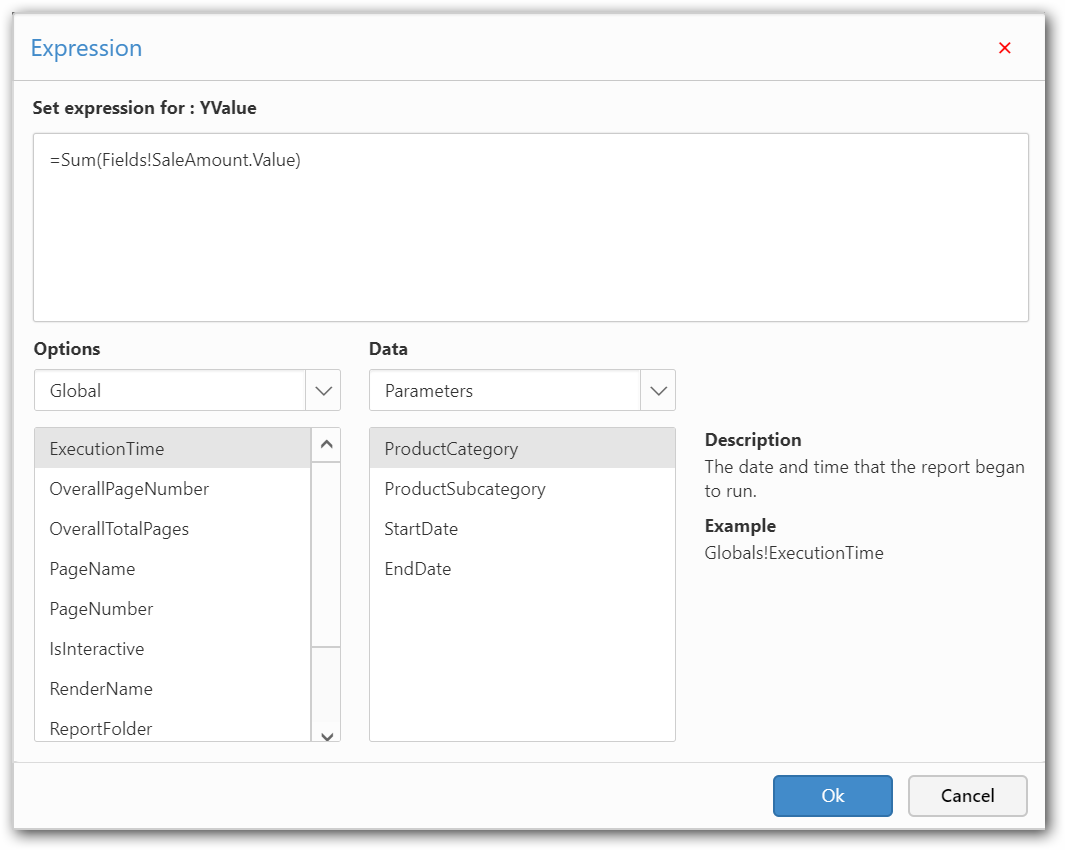 Expression
Set expression for : YValue
=Sum(Fields!SaleAmount.Value)
Options
Global
ExecutionTime
OverallPageNumber
OverallTotalPages
PageName
PageNumber
IsInteractive
RenderName
ReportFolder
Data
Parameters
ProductCategory
ProductSubcategory
StartDate
EndDate
Description
The date and time that the report began
to run.
Example
Globals!ExecutionTime
Ok
Cancel